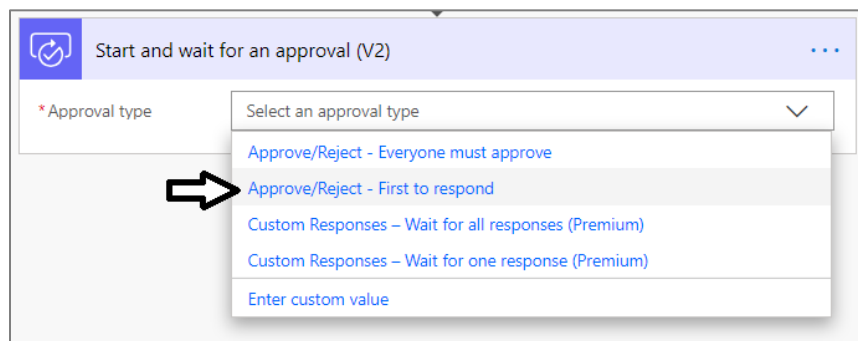 Start and wait for an approval (V2)
* Approval type
Select an approval type
Approve/Reject - Everyone must approve
Approve/Reject - First to respond
Custom Responses – Wait for all responses (Premium)
Custom Responses – Wait for one response (Premium)
Enter custom value